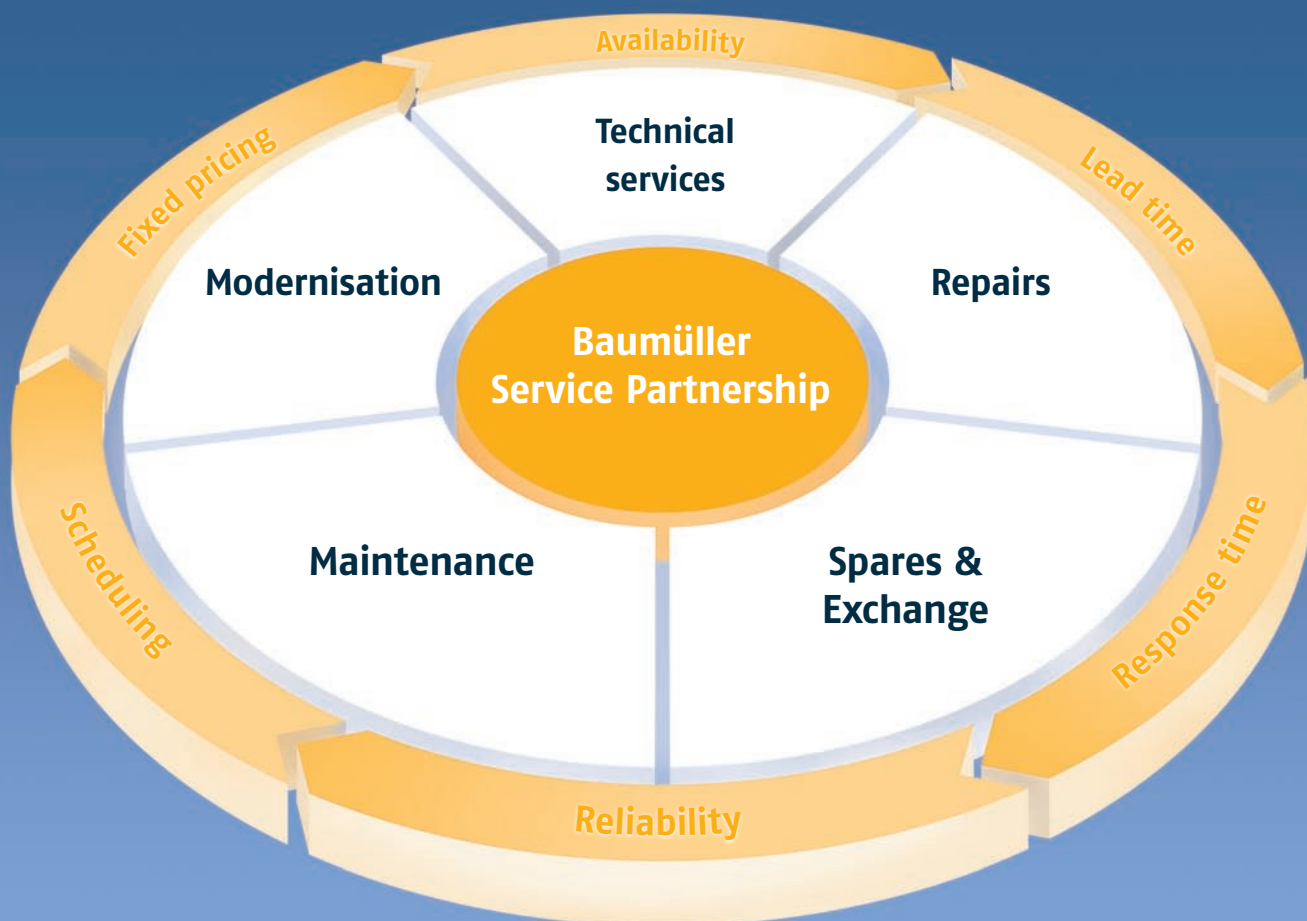 Availability
Fixed pricing
Lead time
Technical
services
Modernisation
Repairs
Baumüller
Service Partnership
Scheduling
Maintenance
Spares &
Exchange
Response time
Reliability